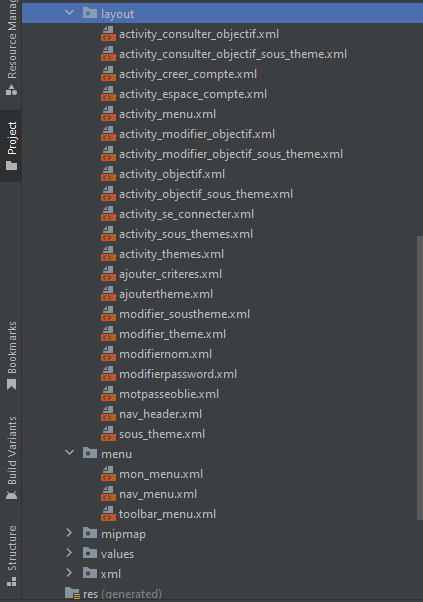 Resource Manag
Project
Bookmarks
Build Variants
Structure
layout
activity_consulter_objectif.xml
activity_consulter_objectif_sous_theme.xml
activity_creer_compte.xml
activity_espace_compte.xml
activity_menu.xml
activity_modifier_objectif.xml
activity_modifier_objectif_sous_theme.xml
activity_objectif.xml
activity_objectif_sous_theme.xml
activity_se_connecter.xml
activity_sous_themes.xml
activity_themes.xml
ajouter_criteres.xml
ajoutertheme.xml
modifier_soustheme.xml
modifier_theme.xml
modifiernom.xml
modifierpassword.xml
motpasseoblie.xml
nav_header.xml
sous_theme.xml
menu
mon_menu.xml
nav_menu.xml
toolbar_menu.xml
mipmap
values
xml
res (generated)